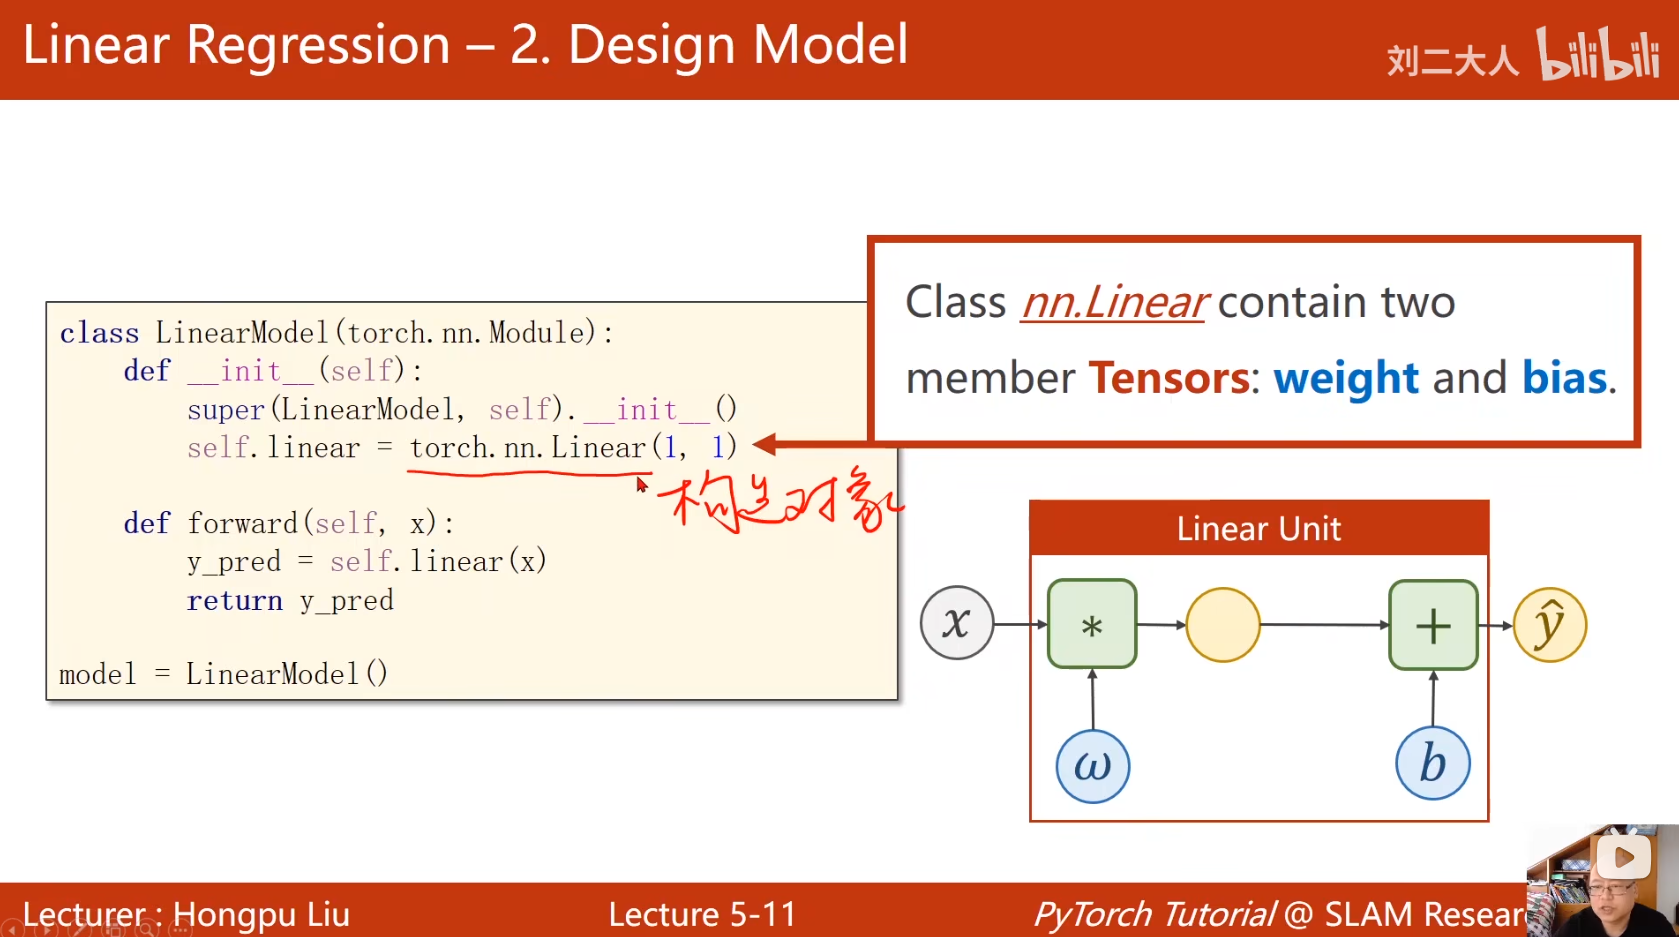 Linear Regression – 2. Design Model
刘二大人 bilibili
Class nn.Linear contain two
member Tensors: weight and bias.
class LinearModel(torch.nn.Module):
def __init__(self):
super(LinearModel, self).__init__()
self.linear = torch.nn.Linear(1, 1)
构造对象
def forward(self, x):
y_pred = self.linear(x)
return y_pred
model = LinearModel()
Linear Unit
x * + ŷ
ω b
Lecturer : Hongpu Liu Lecture 5-11 PyTorch Tutorial @ SLAM Resear